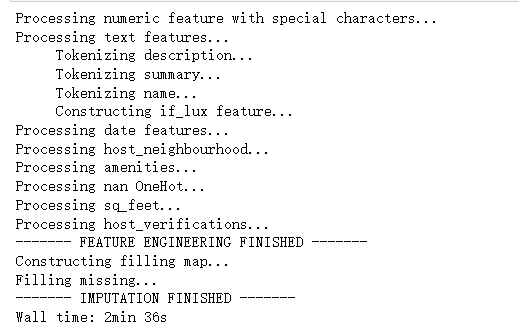 Processing numeric feature with special characters...
Processing text features...
Tokenizing description...
Tokenizing summary...
Tokenizing name...
Constructing if_lux feature...
Processing date features...
Processing host_neighbourhood...
Processing amenities...
Processing nan OneHot...
Processing sq_feet...
Processing host_verifications...
------- FEATURE ENGINEERING FINISHED -------
Constructing filling map...
Filling missing...
------- IMPUTATION FINISHED -------
Wall time: 2min 36s